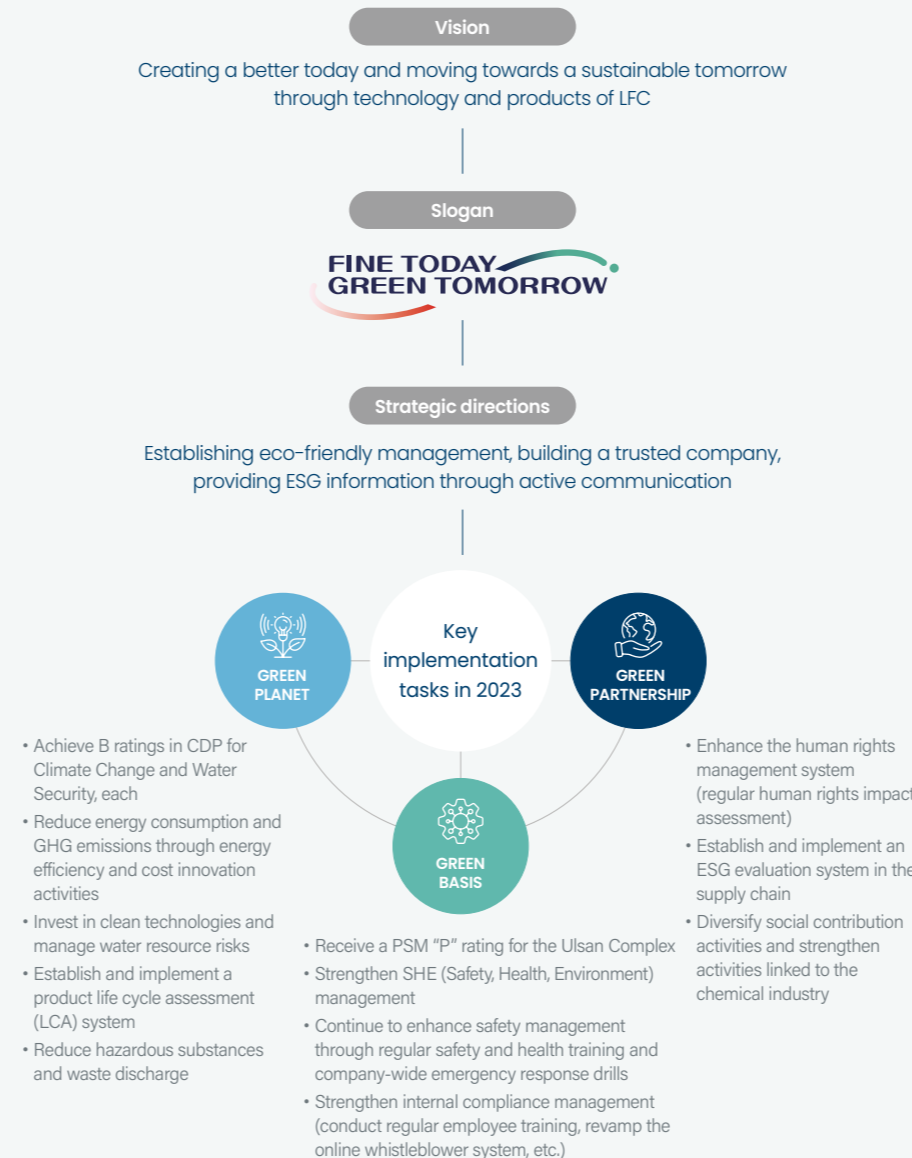 Vision
Creating a better today and moving towards a sustainable tomorrow
through technology and products of LFC
Slogan
FINE TODAY
GREEN TOMORROW
Strategic directions
Establishing eco-friendly management, building a trusted company,
providing ESG information through active communication
Key
implementation
tasks in 2023
GREEN
PLANET
• Achieve B ratings in CDP for
Climate Change and Water
Security, each
• Reduce energy consumption and
GHG emissions through energy
efficiency and cost innovation
activities
• Invest in clean technologies and
manage water resource risks
• Establish and implement a
product life cycle assessment
(LCA) system
• Reduce hazardous substances
and waste discharge
GREEN
BASIS
• Receive a PSM “P” rating for the Ulsan Complex
• Strengthen SHE (Safety, Health, Environment)
management
• Continue to enhance safety management
through regular safety and health training and
company-wide emergency response drills
• Strengthen internal compliance management
(conduct regular employee training, revamp the
online whistleblower system, etc.)
GREEN
PARTNERSHIP
• Enhance the human rights
management system
(regular human rights impact
assessment)
• Establish and implement an
ESG evaluation system in the
supply chain
• Diversify social contribution
activities and strengthen
activities linked to the
chemical industry